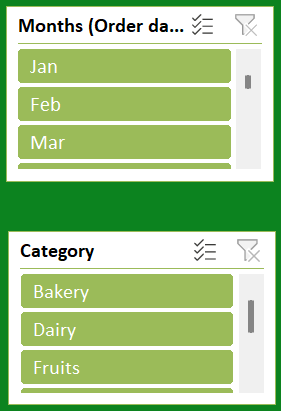 Months (Order da...
Jan
Feb
Mar
Category
Bakery
Dairy
Fruits